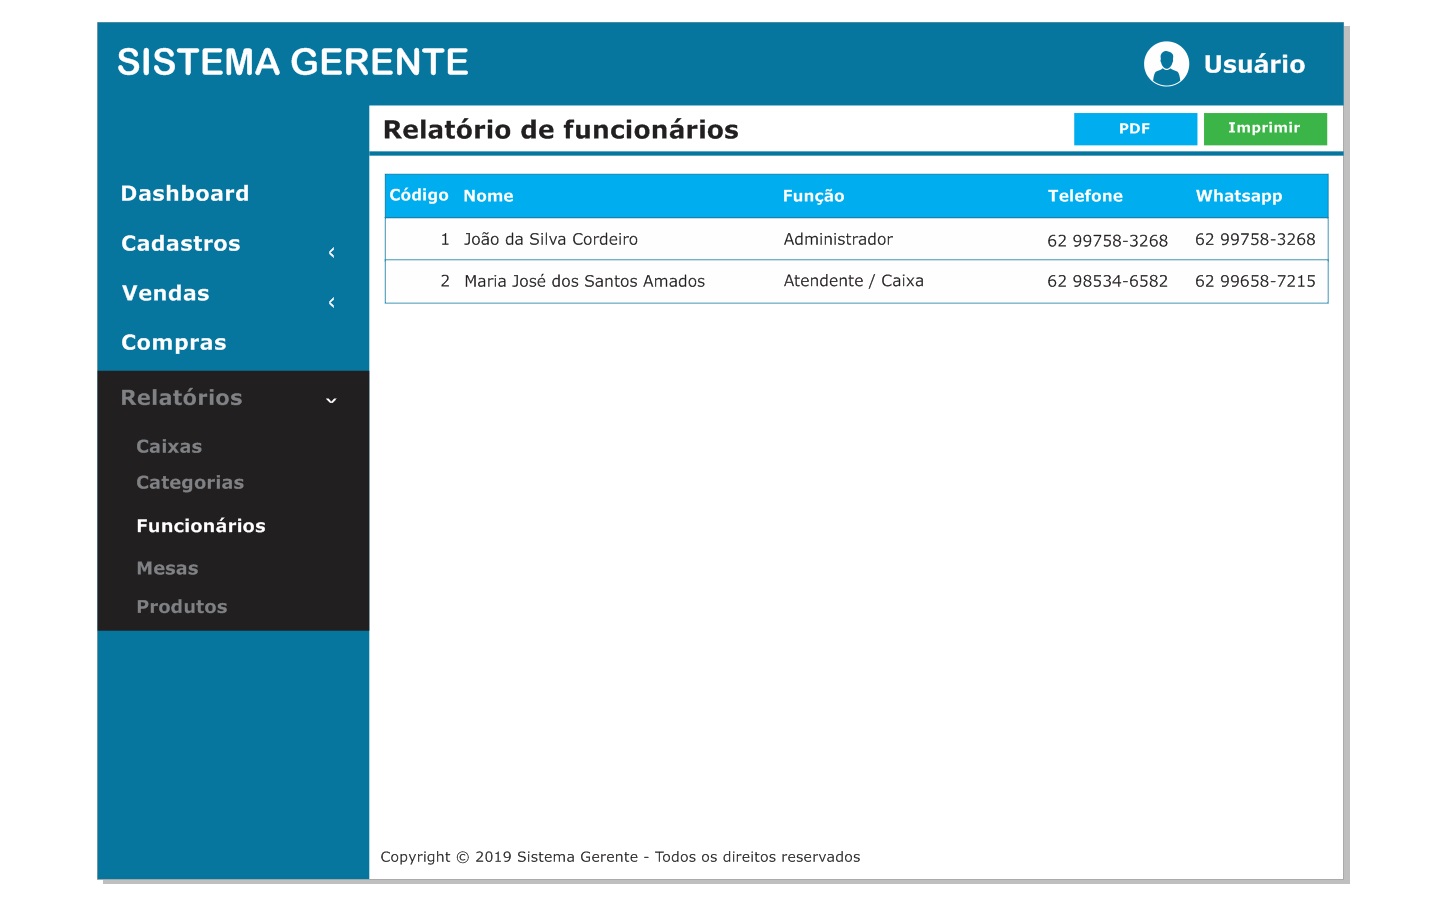 SISTEMA GERENTE
Usuário
Relatório de funcionários
PDF
Imprimir
Dashboard
Cadastros
Vendas
Compras
Relatórios
Caixas
Categorias
Funcionários
Mesas
Produtos
Código Nome Função Telefone Whatsapp
1 João da Silva Cordeiro Administrador 62 99758-3268 62 99758-3268
2 Maria José dos Santos Amados Atendente / Caixa 62 98534-6582 62 99658-7215
Copyright © 2019 Sistema Gerente - Todos os direitos reservados